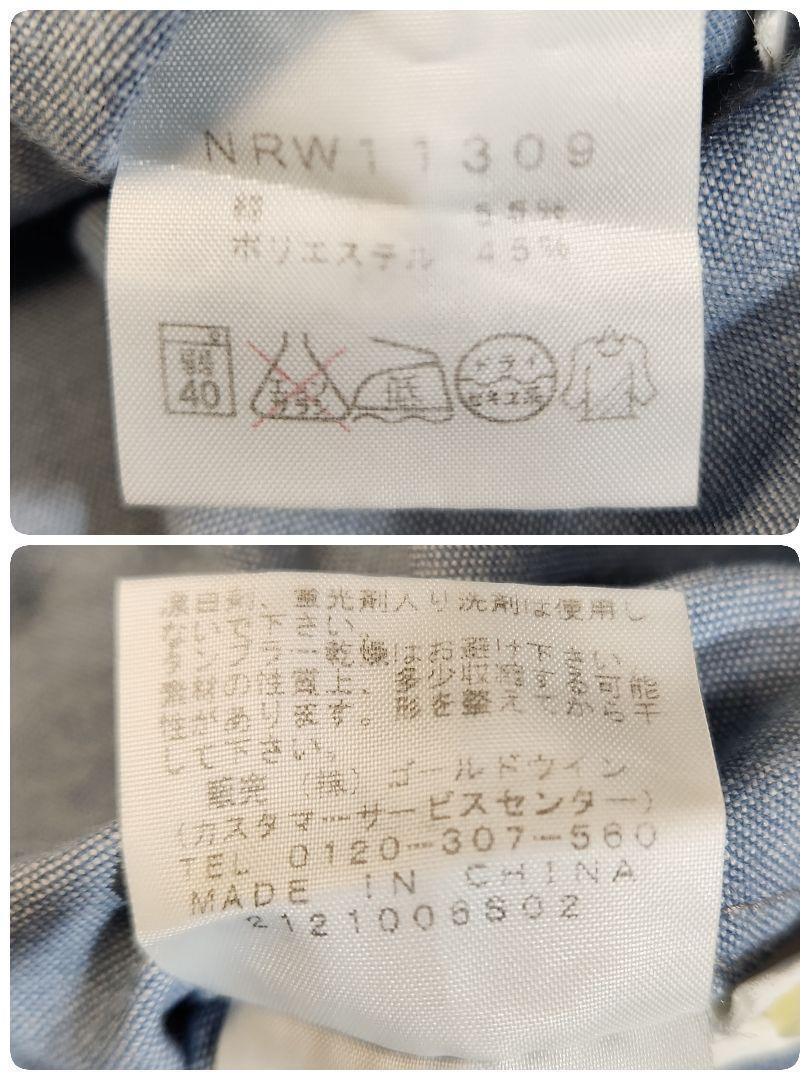 NRW11309
綿 55%
ポリエステル 45%
弱
40
エンソ
サラシ
低
ドライ
セキユ系
漂白剤、蛍光剤入り洗剤は使用し
ないで下さい。
タンブラー乾燥はお避け下さい
素材の性質上、多少収縮する可能
性があります。形を整えてから干
して下さい。
販売 (株) ゴールドウイン
(カスタマーサービスセンター)
TEL 0120-307-560
MADE IN CHINA
2121006S02